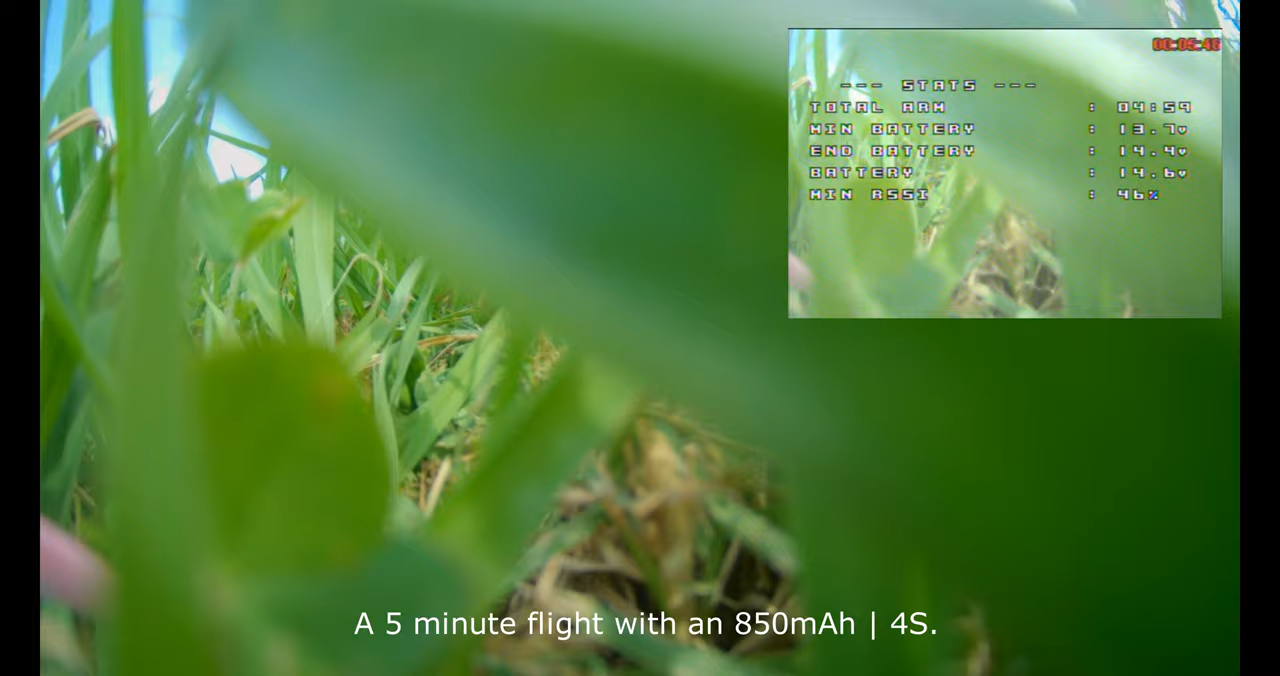 00:05:46
--- STATS ---
TOTAL ARM : 04:59
MIN BATTERY : 13.7V
END BATTERY : 14.4V
BATTERY : 14.6V
MIN RSSI : 46%
A 5 minute flight with an 850mAh | 4S.